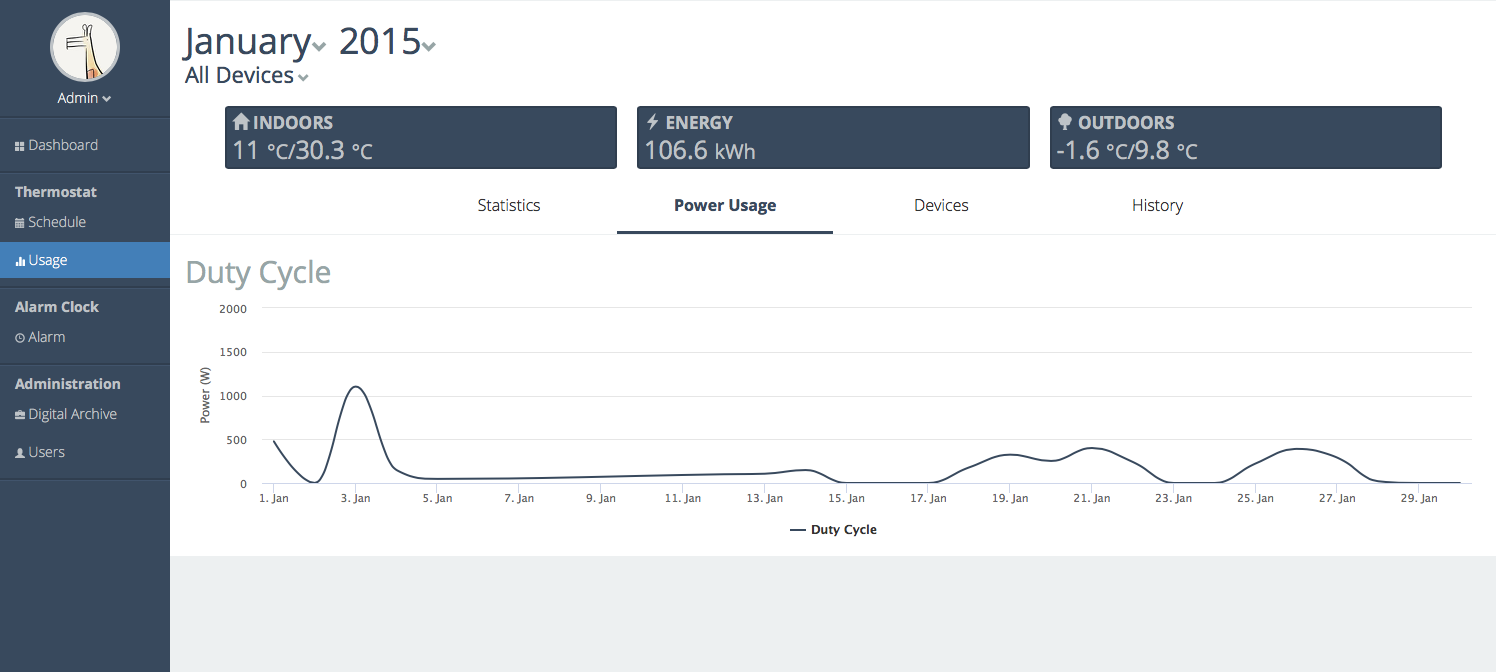 Admin
Dashboard
Thermostat
Schedule
Usage
Alarm Clock
Alarm
Administration
Digital Archive
Users
January 2015
All Devices
INDOORS
11 °C/30.3 °C
ENERGY
106.6 kWh
OUTDOORS
-1.6 °C/9.8 °C
Statistics Power Usage Devices History
Duty Cycle
Power (W)
2000
1500
1000
500
0
1. Jan 3. Jan 5. Jan 7. Jan 9. Jan 11. Jan 13. Jan 15. Jan 17. Jan 19. Jan 21. Jan 23. Jan 25. Jan 27. Jan 29. Jan
Duty Cycle